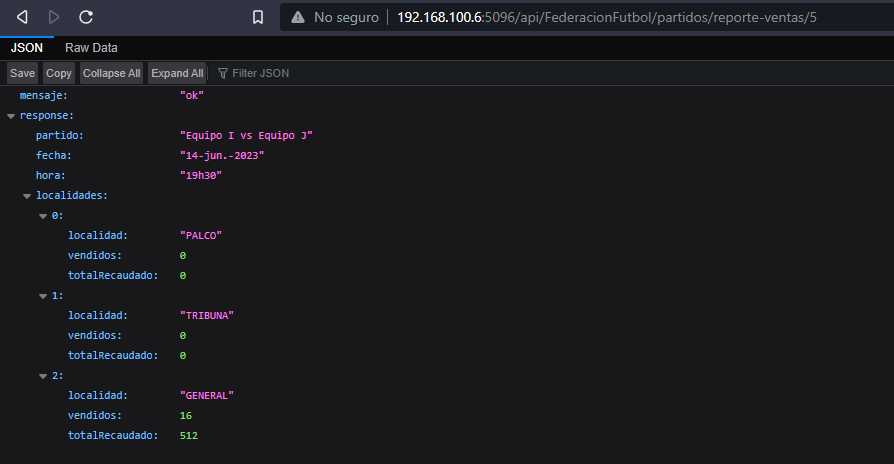 No seguro 192.168.100.6:5096/api/FederacionFutbol/partidos/reporte-ventas/5
JSON Raw Data
Save Copy Collapse All Expand All Filter JSON
mensaje: "ok"
response:
partido: "Equipo I vs Equipo J"
fecha: "14-jun.-2023"
hora: "19h30"
localidades:
0:
localidad: "PALCO"
vendidos: 0
totalRecaudado: 0
1:
localidad: "TRIBUNA"
vendidos: 0
totalRecaudado: 0
2:
localidad: "GENERAL"
vendidos: 16
totalRecaudado: 512